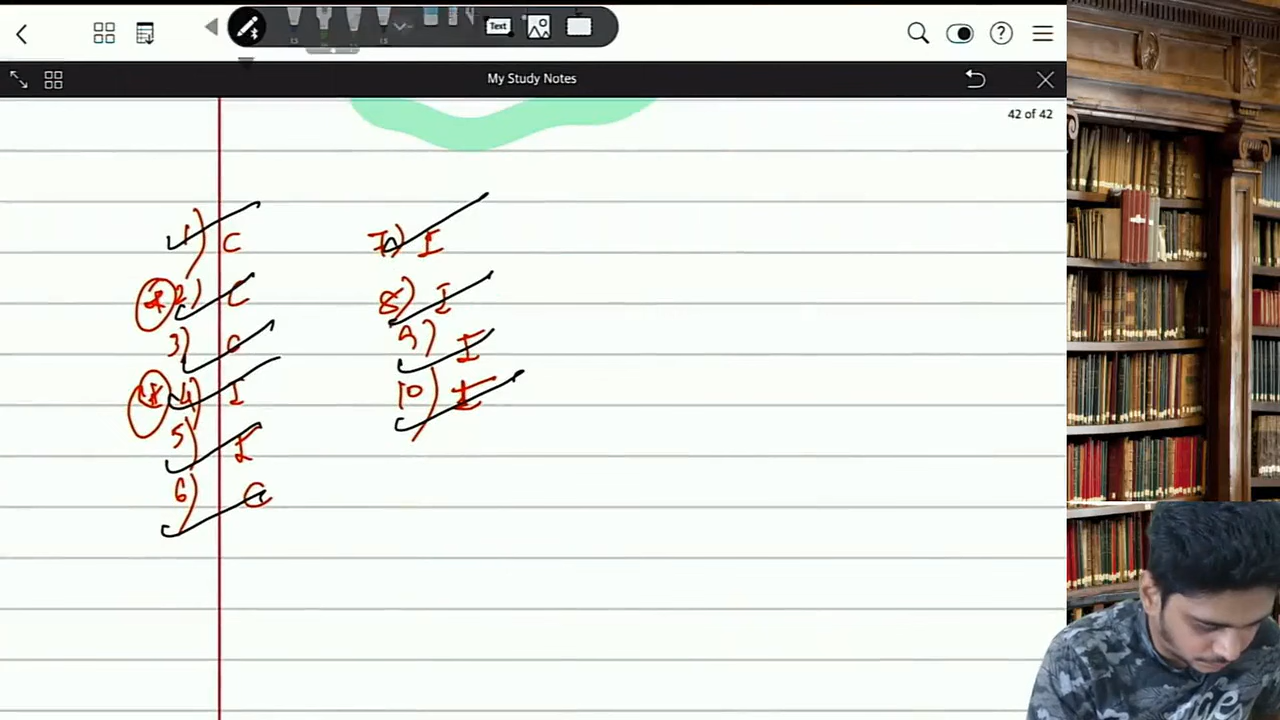 Text
My Study Notes
42 of 42
1) C
2) C
3) C
4) I
5) I
6) C
7) I
8) I
9) I
10) I